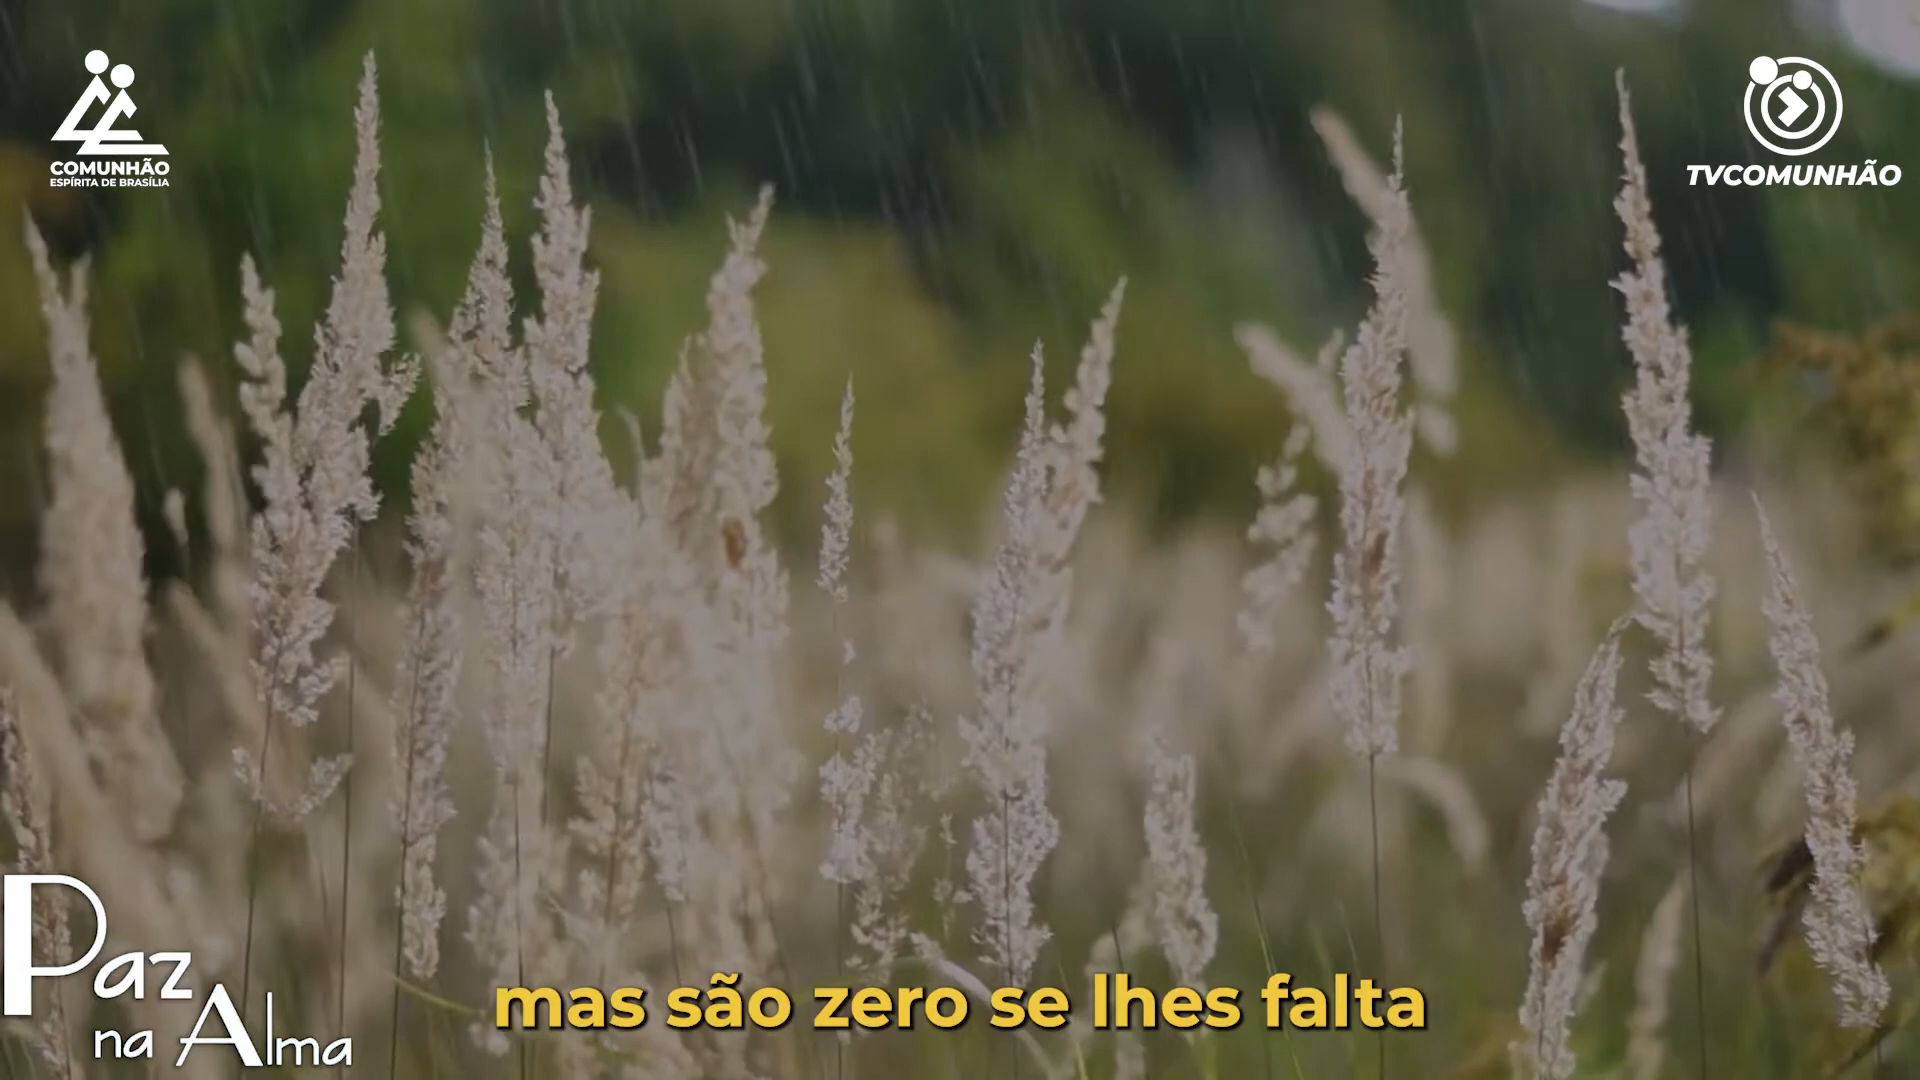 COMUNHÃO
ESPÍRITA DE BRASÍLIA
TVCOMUNHÃO
Paz
na Alma
mas são zero se lhes falta